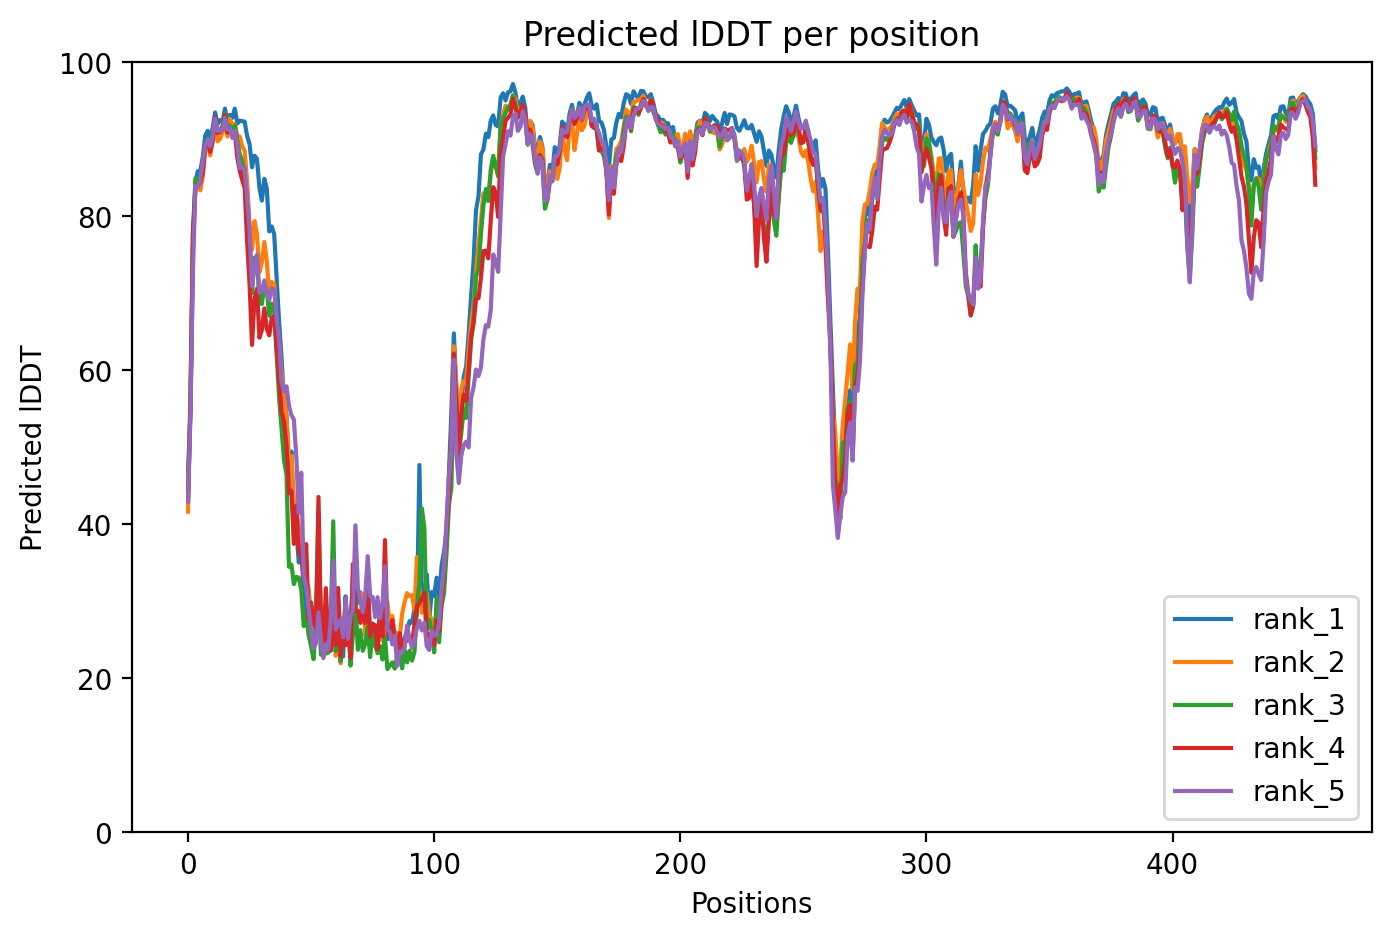 Predicted lDDT per position
Predicted lDDT
100
80
60
40
20
0
0 100 200 300 400
Positions
rank_1
rank_2
rank_3
rank_4
rank_5